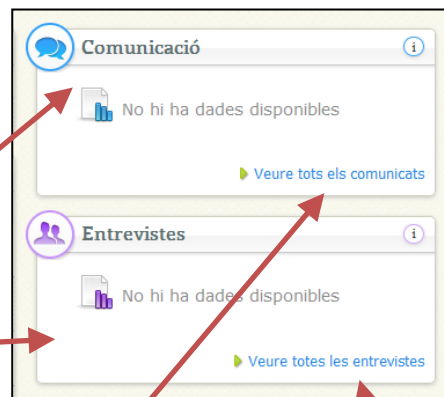 Comunicació
i
No hi ha dades disponibles
Veure tots els comunicats
Entrevistes
i
No hi ha dades disponibles
Veure totes les entrevistes